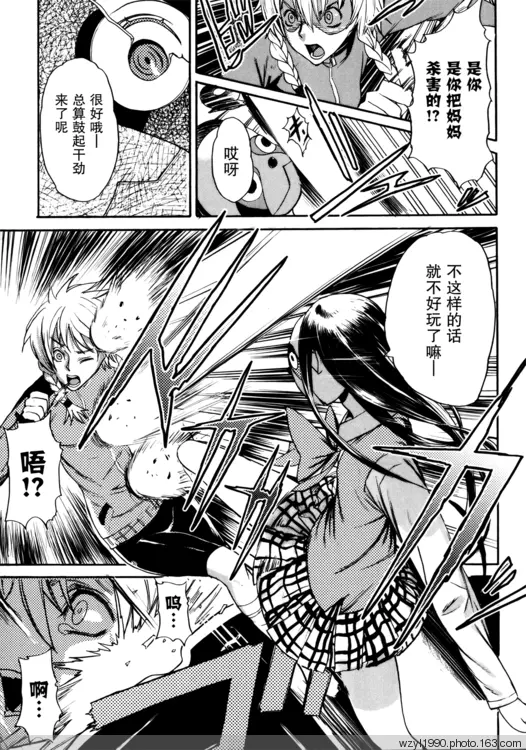 是你
是你把妈妈
杀害的!?
哎呀
很好哦—
总算鼓起干劲
来了呢
不这样的话
就不好玩了嘛—
唔!?
呜…
啊…
www.wzyl1990.photo.163.com